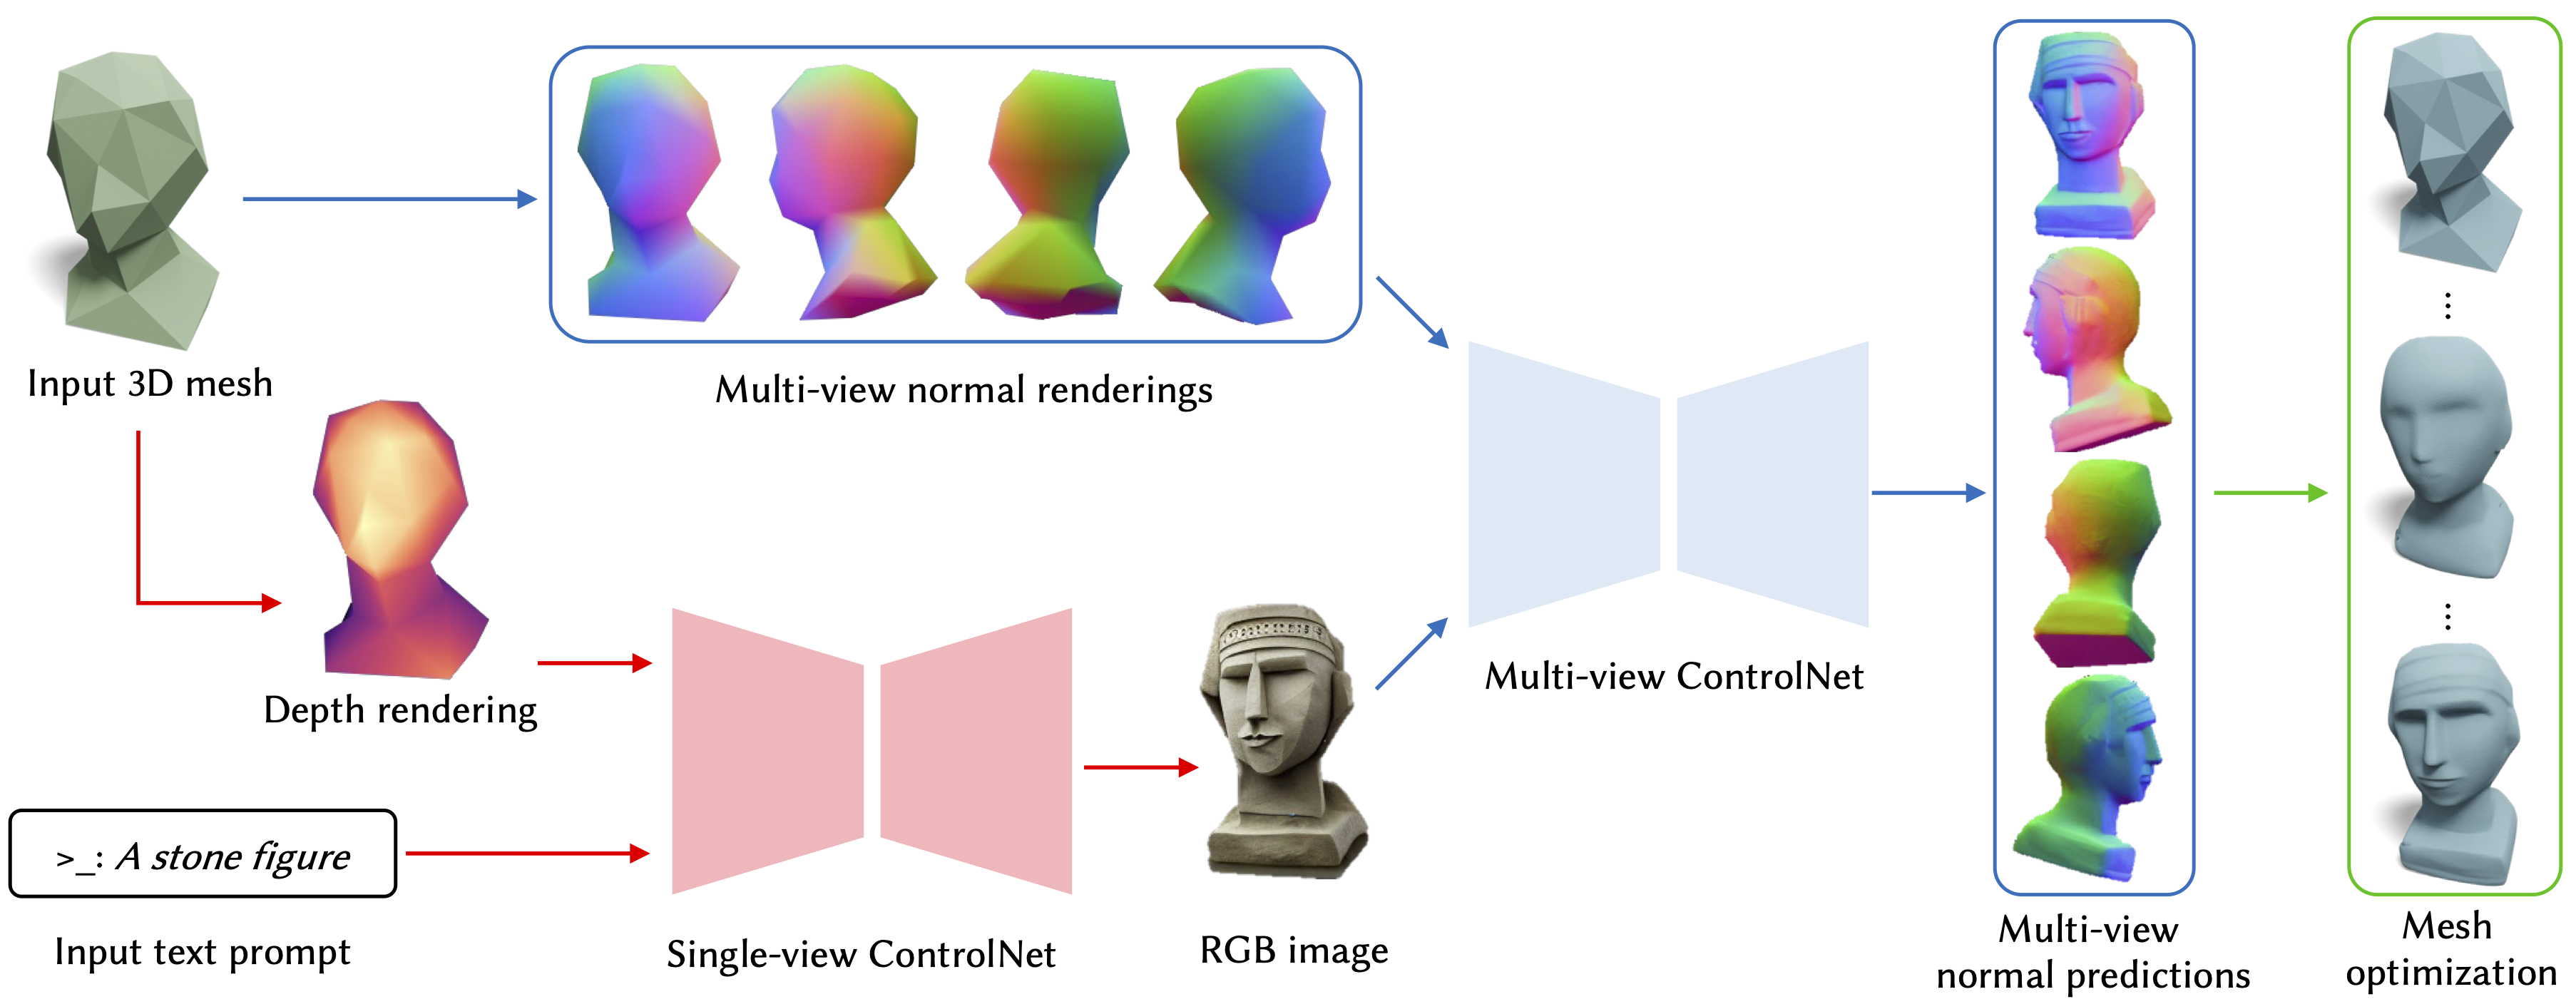 Input 3D mesh
Multi-view normal renderings
Depth rendering
>_: A stone figure
Input text prompt
Single-view ControlNet
RGB image
Multi-view ControlNet
Multi-view
normal predictions
Mesh
optimization